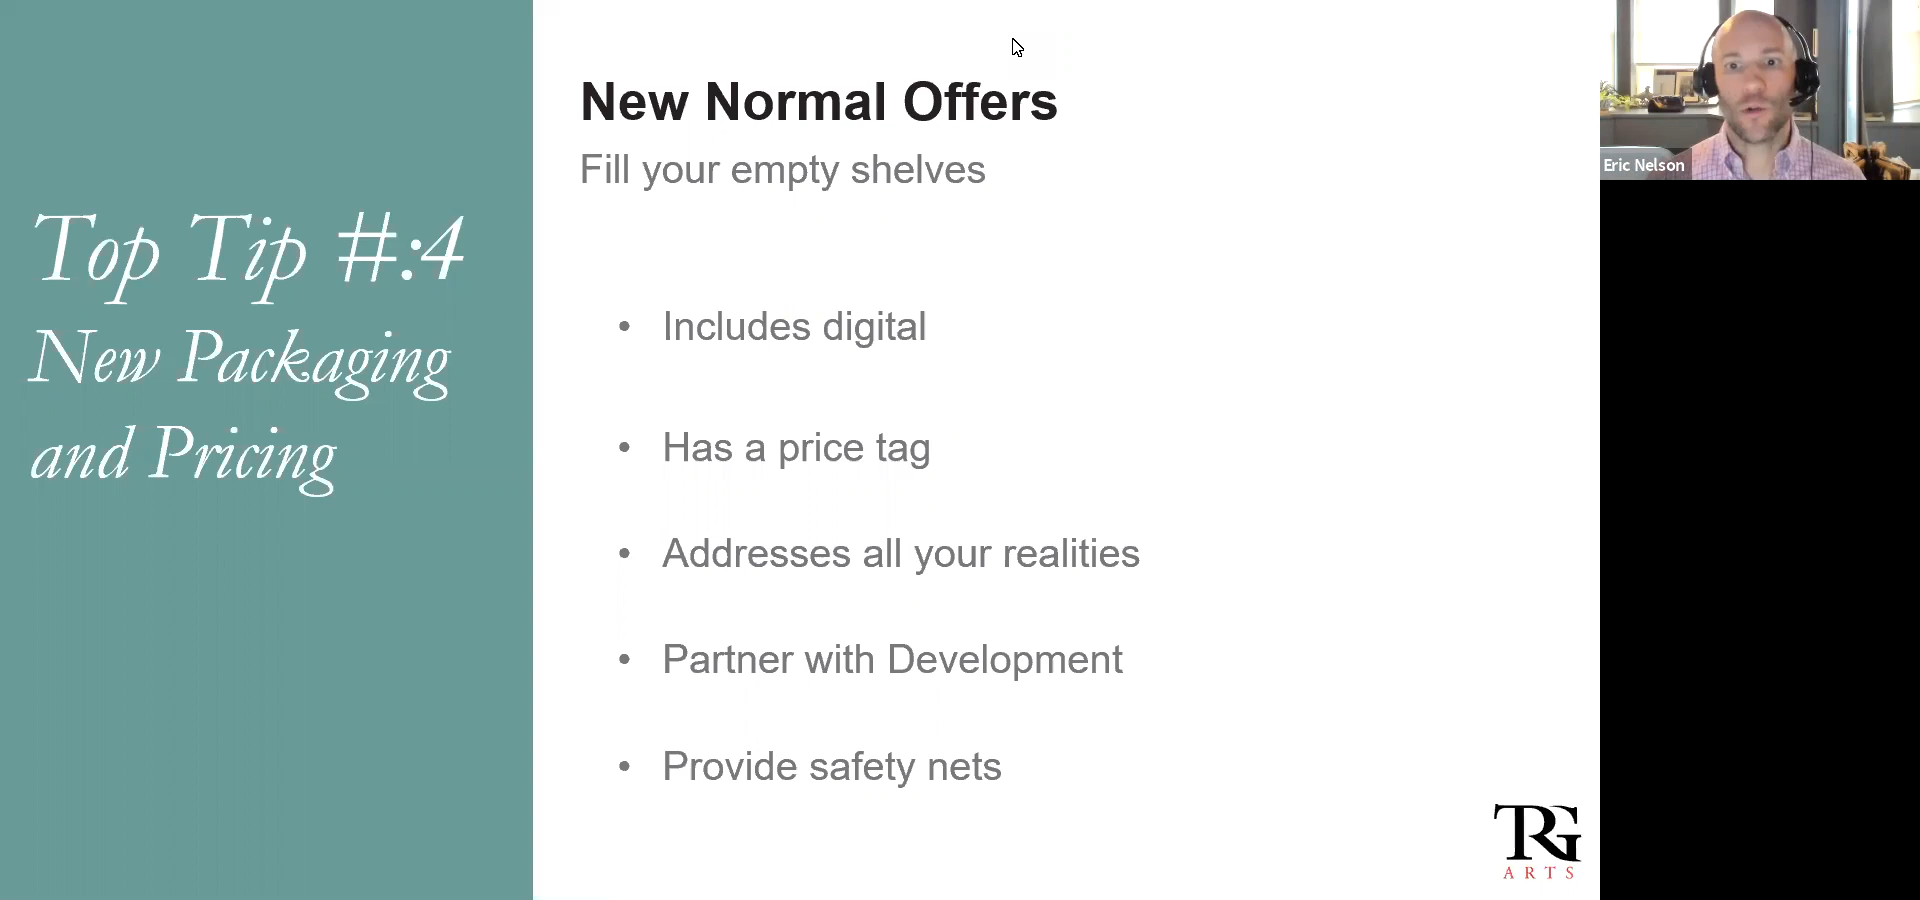 Top Tip #:4
New Packaging
and Pricing
New Normal Offers
Fill your empty shelves
• Includes digital
• Has a price tag
• Addresses all your realities
• Partner with Development
• Provide safety nets
TRG
ARTS
Eric Nelson